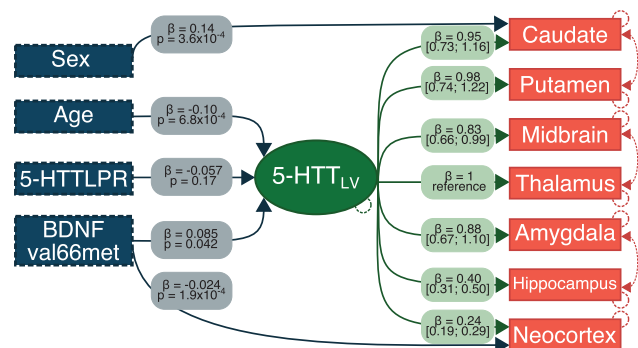 Sex
β = 0.14
p = 3.6x10-4
Age
β = -0.10
p = 6.8x10-4
5-HTTLPR
β = -0.057
p = 0.17
BDNF
val66met
β = 0.085
p = 0.042
β = -0.024
p = 1.9x10-4
5-HTTLV
β = 0.95
[0.73; 1.16]
β = 0.98
[0.74; 1.22]
β = 0.83
[0.66; 0.99]
β = 1
reference
β = 0.88
[0.67; 1.10]
β = 0.40
[0.31; 0.50]
β = 0.24
[0.19; 0.29]
Caudate
Putamen
Midbrain
Thalamus
Amygdala
Hippocampus
Neocortex